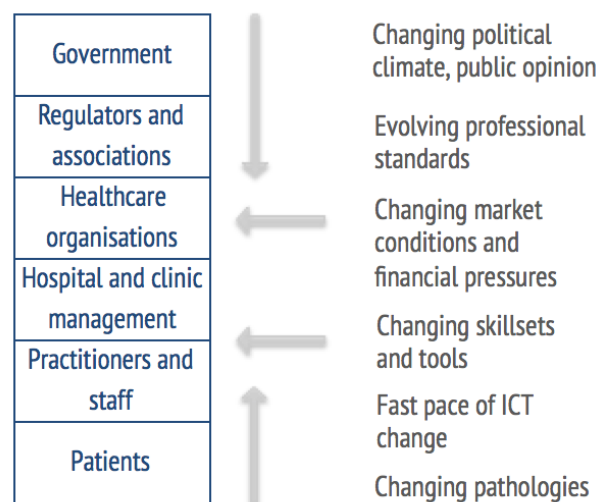 Government
Regulators and
associations
Healthcare
organisations
Hospital and clinic
management
Practitioners and
staff
Patients
Changing political
climate, public opinion
Evolving professional
standards
Changing market
conditions and
financial pressures
Changing skillsets
and tools
Fast pace of ICT
change
Changing pathologies